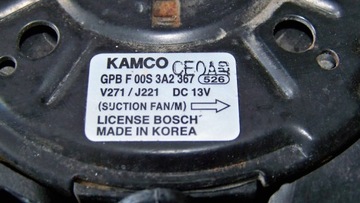 KAMCO CF0A
GPB F 00S 3A2 367 526
V271 / J221 DC 13V
(SUCTION FAN/M)
LICENSE BOSCH
MADE IN KOREA